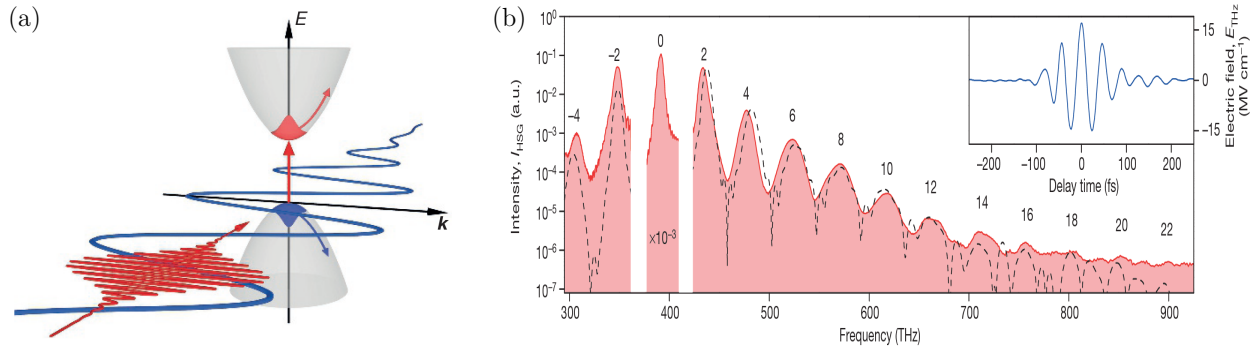 (a)
E
k
(b)
Intensity, I_HSG (a.u.)
10⁰
10⁻¹
10⁻²
10⁻³
10⁻⁴
10⁻⁵
10⁻⁶
10⁻⁷
−4
−2
0
2
4
6
8
10
12
14
16
18
20
22
×10⁻³
300 400 500 600 700 800 900
Frequency (THz)
15
0
−15
Electric field, E_THz
(MV cm⁻¹)
−200 −100 0 100 200
Delay time (fs)